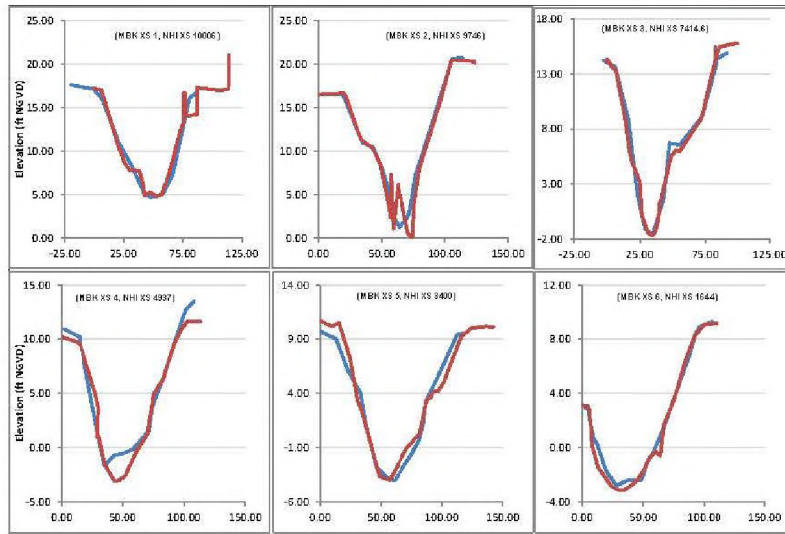 (MBK XS 1, NHI XS 10006)
25.00
20.00
15.00
10.00
5.00
0.00
Elevation (ft NGVD)
-25.00 25.00 75.00 125.00
(MBK XS 2, NHI XS 9746)
25.00
20.00
15.00
10.00
5.00
0.00
0.00 50.00 100.00 150.00
(MBK XS 3, NHI XS 7414.6)
18.00
13.00
8.00
3.00
-2.00
-25.00 25.00 75.00 125.00
(MBK XS 4, NHI XS 4937)
15.00
10.00
5.00
0.00
-5.00
Elevation (ft NGVD)
0.00 50.00 100.00 150.00
(MBK XS 5, NHI XS 3400)
14.00
9.00
4.00
-1.00
-6.00
0.00 50.00 100.00 150.00
(MBK XS 6, NHI XS 1644)
14.00
9.00
4.00
0.00
-4.00
0.00 50.00 100.00 150.00